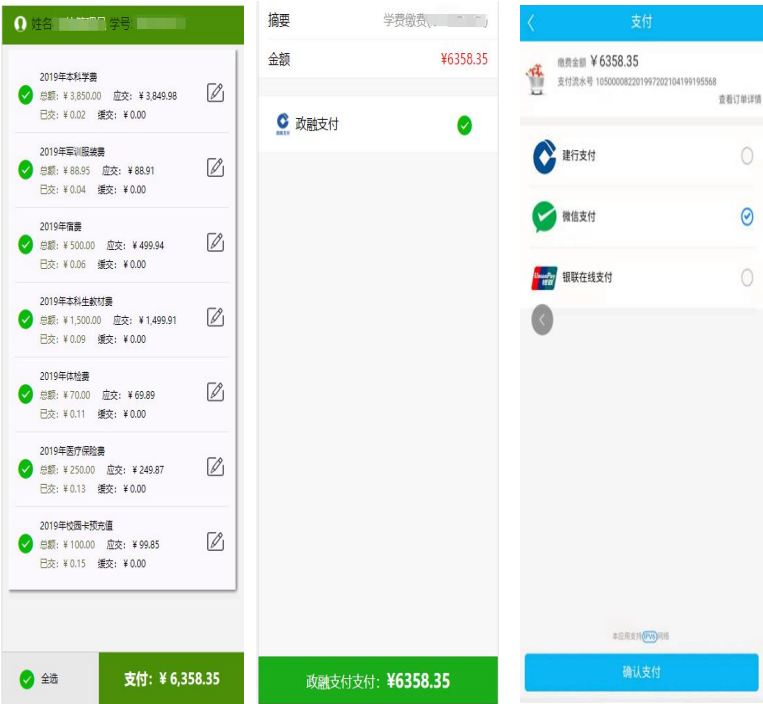 姓名: 学号:
2019年本科学费
总额: ¥3,850.00 应交: ¥3,849.98
已交: ¥0.02 缓交: ¥0.00
2019年军训服装费
总额: ¥88.95 应交: ¥88.91
已交: ¥0.04 缓交: ¥0.00
2019年宿费
总额: ¥500.00 应交: ¥499.94
已交: ¥0.06 缓交: ¥0.00
2019年本科生教材费
总额: ¥1,500.00 应交: ¥1,499.91
已交: ¥0.09 缓交: ¥0.00
2019年体检费
总额: ¥70.00 应交: ¥69.89
已交: ¥0.11 缓交: ¥0.00
2019年医疗保险费
总额: ¥250.00 应交: ¥249.87
已交: ¥0.13 缓交: ¥0.00
2019年校园卡预充值
总额: ¥100.00 应交: ¥99.85
已交: ¥0.15 缓交: ¥0.00
全选
支付: ¥6,358.35
摘要 学费缴费(
金额 ¥6358.35
政融支付
政融支付支付: ¥6358.35
支付
缴费金额 ¥6358.35
支付流水号 10500008220199720210419919556​8
查看订单详情
建行支付
微信支付
UnionPay
银联
银联在线支付
本应用支持IPV6网络
确认支付